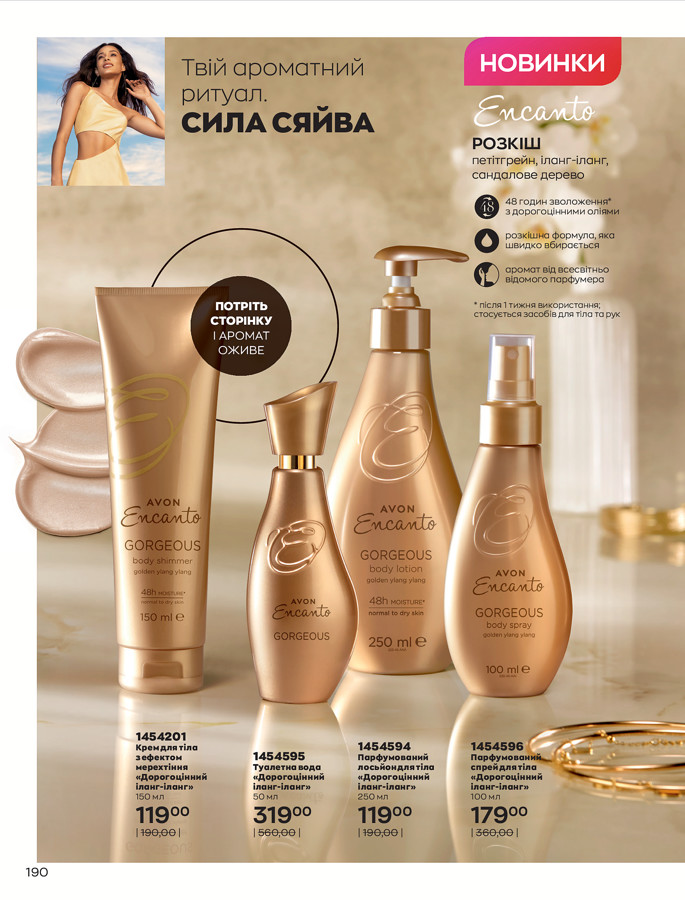 Твій ароматний
ритуал.
СИЛА СЯЙВА
НОВИНКИ
Encanto
РОЗКІШ
петітгрейн, іланг-іланг,
сандалове дерево
48
48 годин зволоження*
з дорогоцінними оліями
розкішна формула, яка
швидко вбирається
аромат від всесвітньо
відомого парфумера
* після 1 тижня використання;
стосується засобів для тіла та рук
ПОТРІТЬ
СТОРІНКУ
І АРОМАТ
ОЖИВЕ
AVON
Encanto
GORGEOUS
body shimmer
golden ylang ylang
48h MOISTURE*
normal to dry skin
150 ml e
AVON
Encanto
GORGEOUS
AVON
Encanto
GORGEOUS
body lotion
golden ylang ylang
48h MOISTURE*
normal to dry skin
250 ml e
AVON
Encanto
GORGEOUS
body spray
golden ylang ylang
100 ml e
1454201
Крем для тіла
з ефектом
мерехтіння
«Дорогоцінний
іланг-іланг»
150 мл
119 00
| 190,00 |
1454595
Туалетна вода
«Дорогоцінний
іланг-іланг»
50 мл
319 00
| 560,00 |
1454594
Парфумований
лосьйон для тіла
«Дорогоцінний
іланг-іланг»
250 мл
119 00
| 190,00 |
1454596
Парфумований
спрей для тіла
«Дорогоцінний
іланг-іланг»
100 мл
179 00
| 360,00 |
190